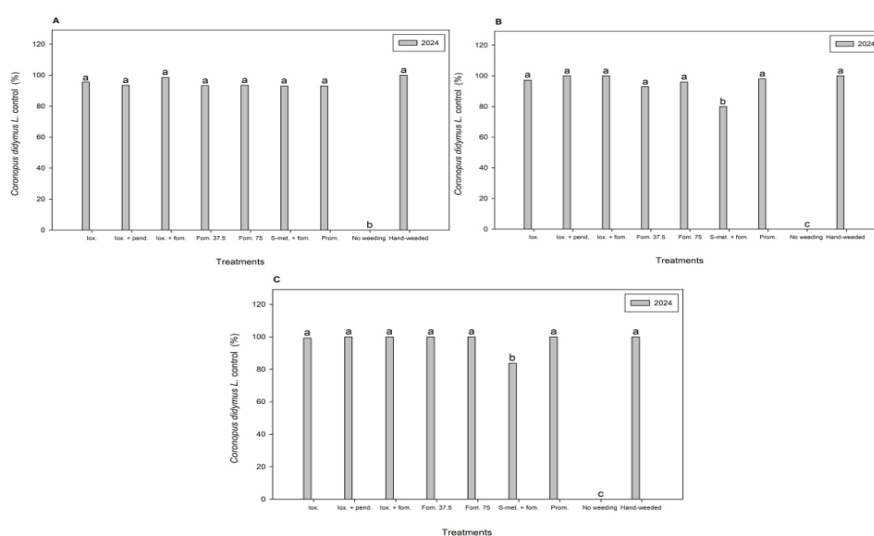 A
2024
a a a a a a a b a
120
100
80
60
40
20
0
Coronopus didymus L. control (%)
Iox. Iox. + pend. Iox. + fom. Fom. 37.5 Fom. 75 S-met. + fom. Prom. No weeding Hand-weeded
Treatments
B
2024
a a a a a b a c a
120
100
80
60
40
20
0
Coronopus didymus L. control (%)
Iox. Iox. + pend. Iox. + fom. Fom. 37.5 Fom. 75 S-met. + fom. Prom. No weeding Hand-weeded
Treatments
C
2024
a a a a a b a c a
120
100
80
60
40
20
0
Coronopus didymus L. control (%)
Iox. Iox. + pend. Iox. + fom. Fom. 37.5 Fom. 75 S-met. + fom. Prom. No weeding Hand-weeded
Treatments